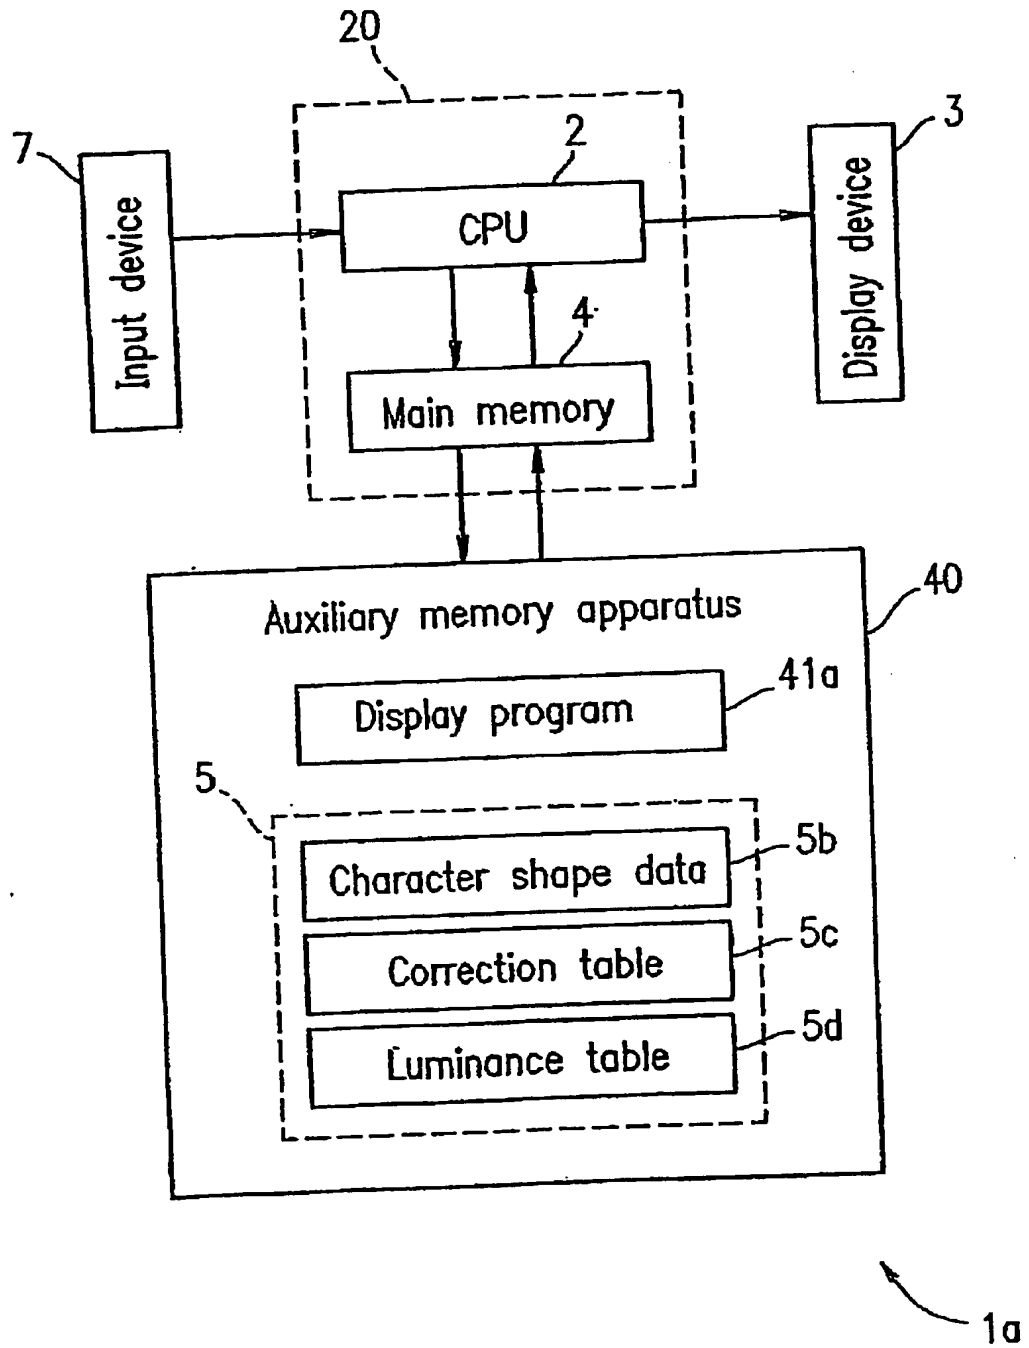 20
7
Input device
2
CPU
3
Display device
4
Main memory
40
Auxiliary memory apparatus
41a
Display program
5
5b
Character shape data
5c
Correction table
5d
Luminance table
1a